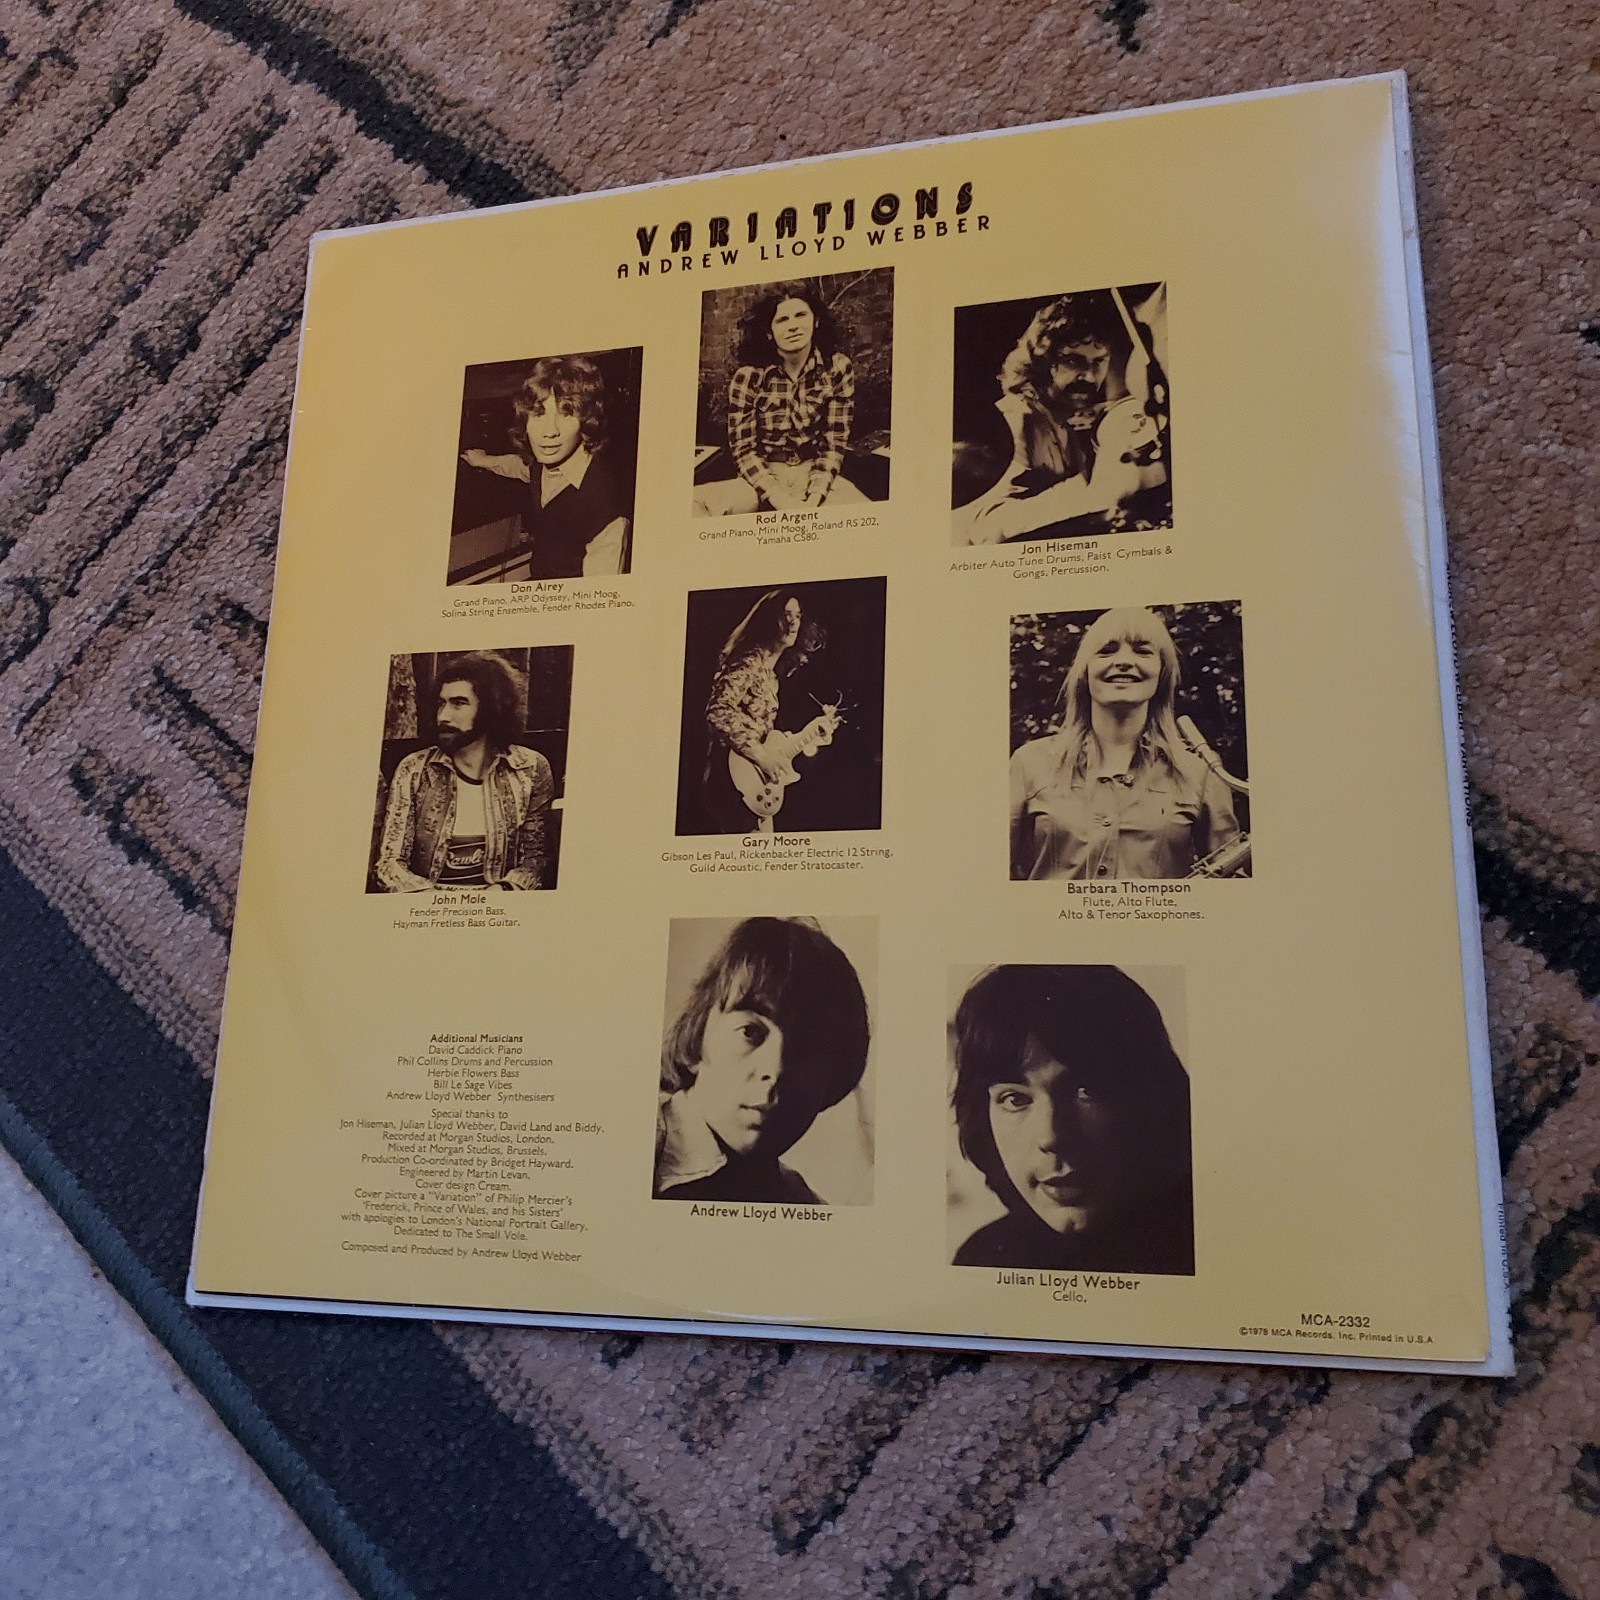 VARIATIONS
ANDREW LLOYD WEBBER
Don Airey
Grand Piano, ARP Odyssey, Mini Moog,
Solina String Ensemble, Fender Rhodes Piano.
Rod Argent
Grand Piano, Mini Moog, Roland RS 202,
Yamaha CS80.
Jon Hiseman
Arbiter Auto Tune Drums, Paist Cymbals &
Gongs, Percussion.
John Mole
Fender Precision Bass,
Hayman Fretless Bass Guitar.
Gary Moore
Gibson Les Paul, Rickenbacker Electric 12 String,
Guild Acoustic, Fender Stratocaster.
Barbara Thompson
Flute, Alto Flute,
Alto & Tenor Saxophones.
Additional Musicians
David Caddick Piano
Phil Collins Drums and Percussion
Herbie Flowers Bass
Bill Le Sage Vibes
Andrew Lloyd Webber Synthesisers
Special thanks to
Jon Hiseman, Julian Lloyd Webber, David Land and Biddy.
Recorded at Morgan Studios, London.
Mixed at Morgan Studios, Brussels.
Production Co-ordinated by Bridget Hayward.
Engineered by Martin Levan.
Cover design Cream.
Cover picture a "Variation" of Philip Mercier's
'Frederick, Prince of Wales, and his Sisters'
with apologies to London's National Portrait Gallery.
Dedicated to The Small Vole.
Composed and Produced by Andrew Lloyd Webber
Andrew Lloyd Webber
Julian Lloyd Webber
Cello.
MCA-2332
©1978 MCA Records, Inc. Printed in U.S.A.